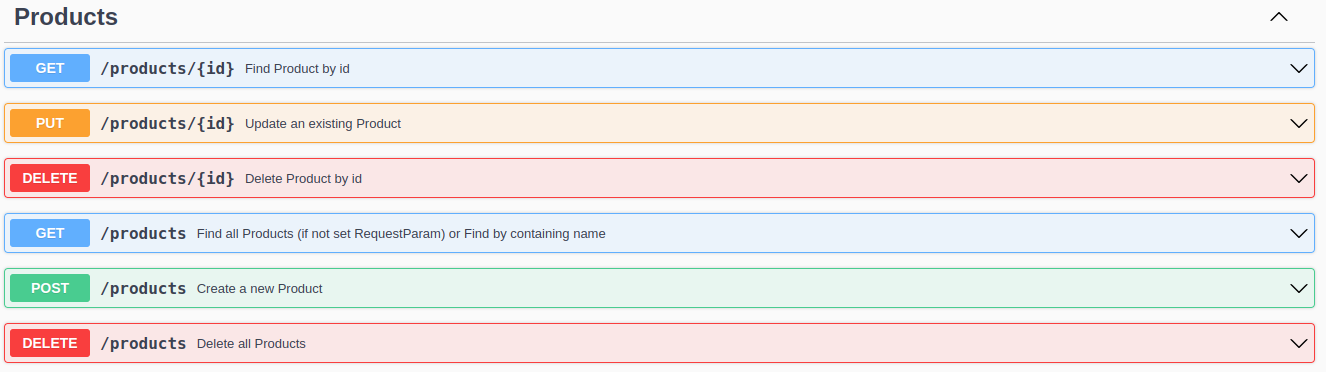 Products
GET /products/{id} Find Product by id
PUT /products/{id} Update an existing Product
DELETE /products/{id} Delete Product by id
GET /products Find all Products (if not set RequestParam) or Find by containing name
POST /products Create a new Product
DELETE /products Delete all Products